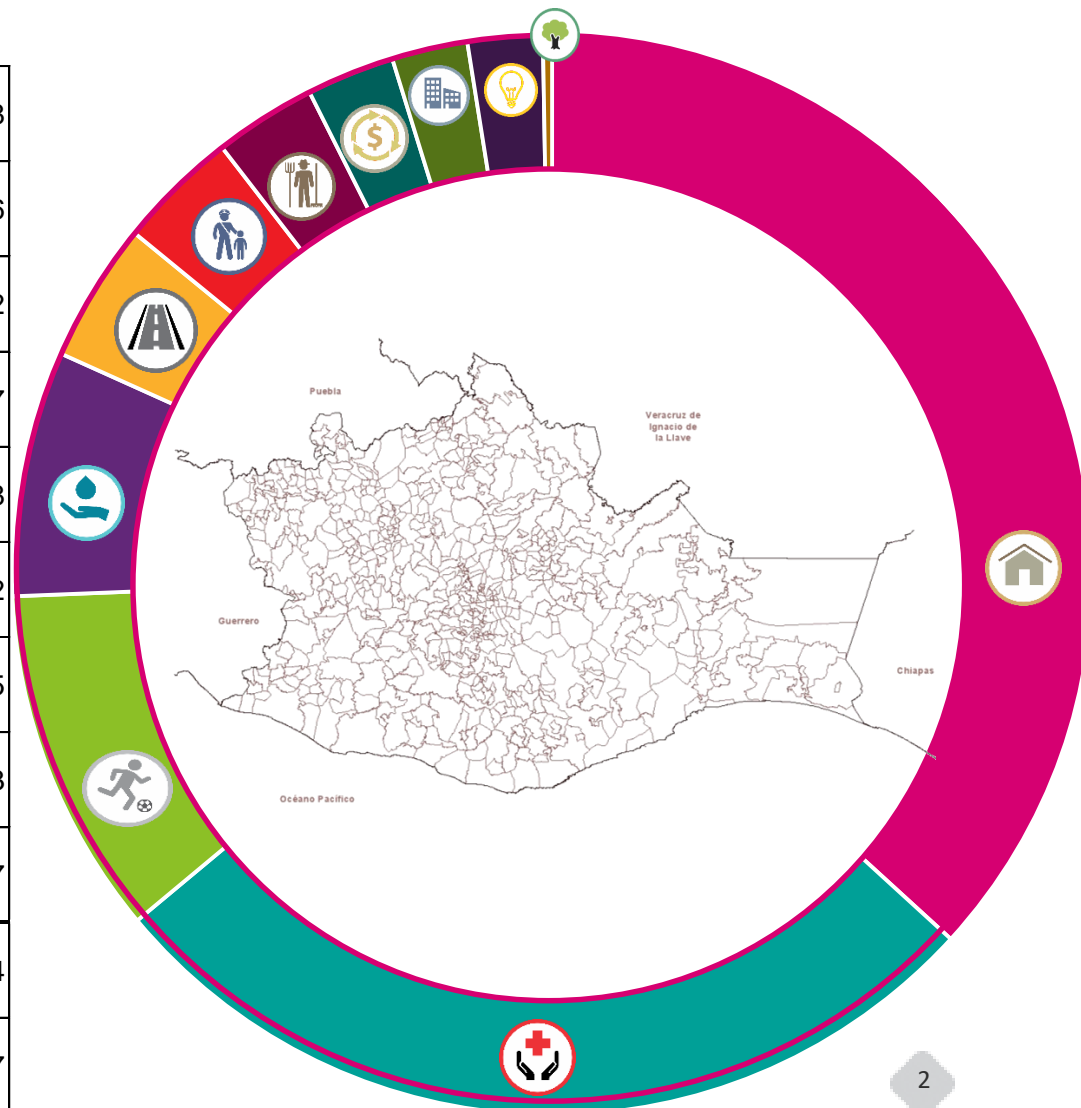 Puebla
Veracruz de
Ignacio de
la Llave
Guerrero
Chiapas
Océano Pacífico
$
2